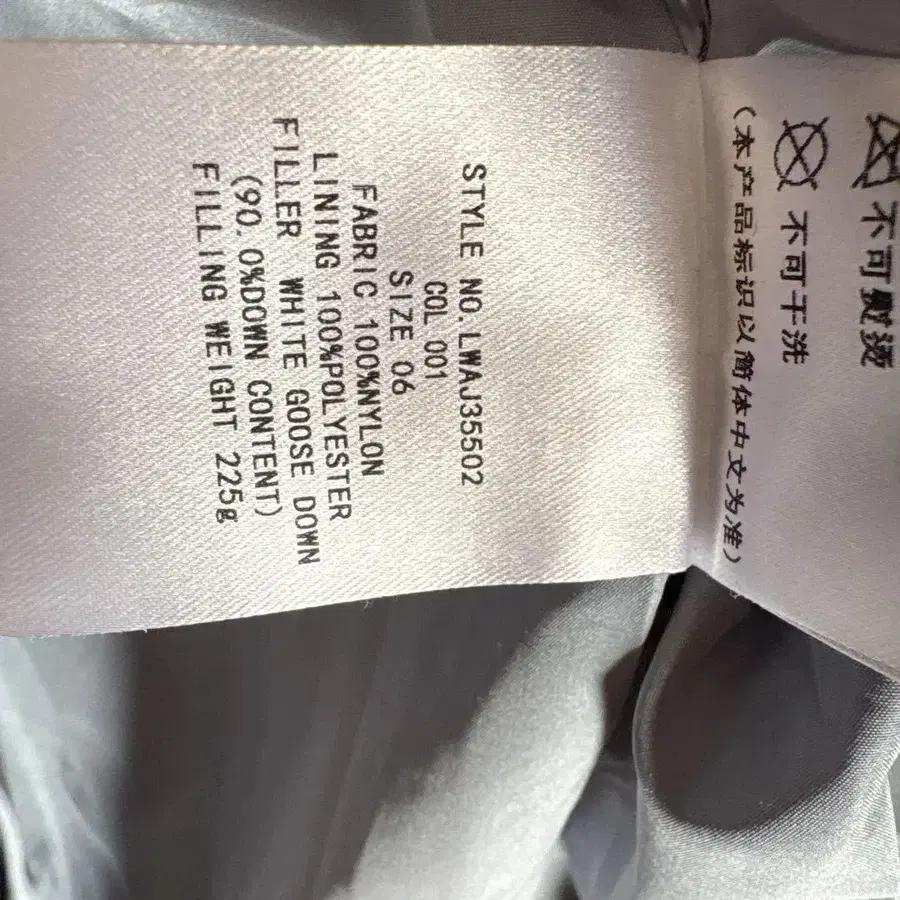 STYLE NO.LWAJ35502
COL 001
SIZE 06
FABRIC 100%NYLON
LINING 100%POLYESTER
FILLER WHITE GOOSE DOWN
(90.0%DOWN CONTENT)
FILLING WEIGHT 225g
不可熨烫
不可干洗
(本产品标识以简体中文为准)